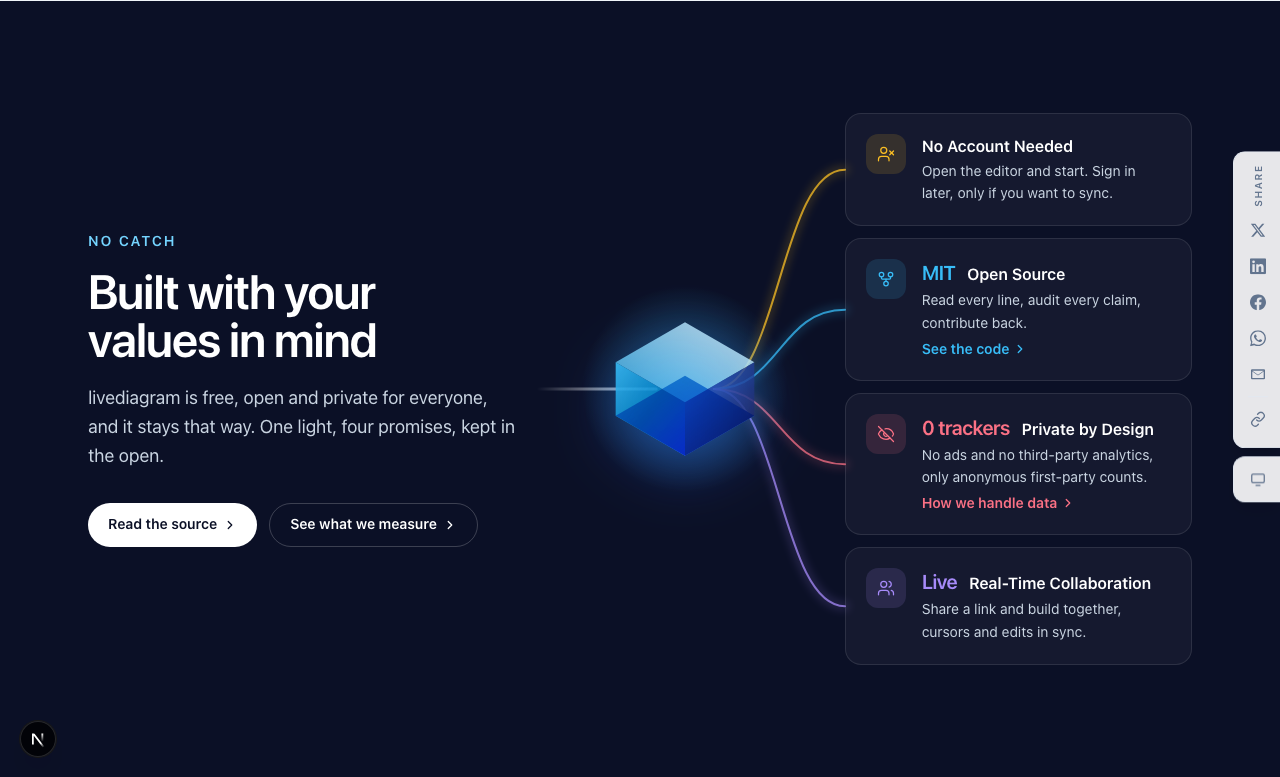 NO CATCH
Built with your
values in mind
livediagram is free, open and private for everyone,
and it stays that way. One light, four promises, kept in
the open.
Read the source
See what we measure
No Account Needed
Open the editor and start. Sign in
later, only if you want to sync.
MIT Open Source
Read every line, audit every claim,
contribute back.
See the code
0 trackers Private by Design
No ads and no third-party analytics,
only anonymous first-party counts.
How we handle data
Live Real-Time Collaboration
Share a link and build together,
cursors and edits in sync.
SHARE
N